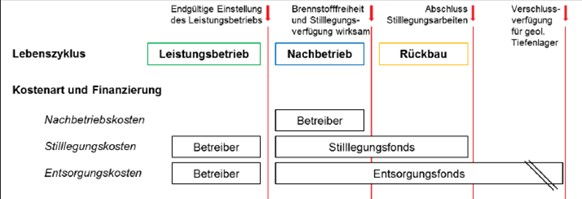 Endgültige Einstellung
des Leistungsbetriebs
Brennstofffreiheit
und Stilllegungs-
verfügung wirksam
Abschluss
Stilllegungsarbeiten
Verschluss-
verfügung
für geol.
Tiefenlager
Lebenszyklus
Leistungsbetrieb
Nachbetrieb
Rückbau
Kostenart und Finanzierung
Nachbetriebskosten
Betreiber
Stilllegungskosten
Betreiber
Stilllegungsfonds
Entsorgungskosten
Betreiber
Entsorgungsfonds